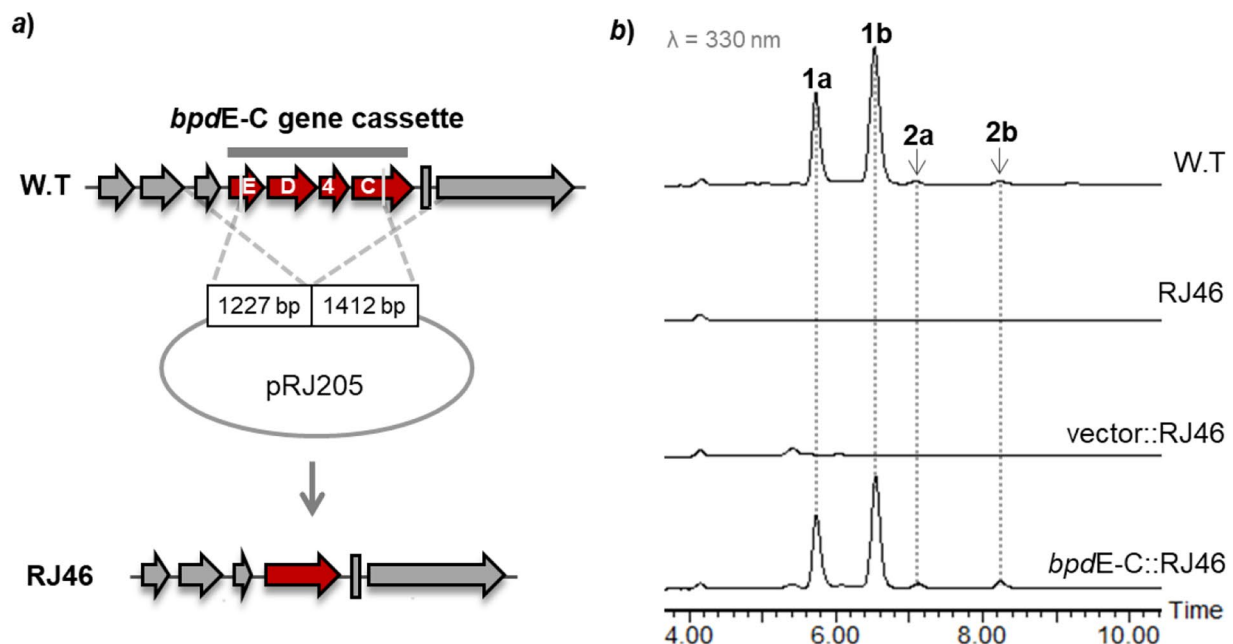 a)
bpdE-C gene cassette
W.T
E D 4 C
1227 bp 1412 bp
pRJ205
RJ46
b)
λ = 330 nm
1a
1b
2a
2b
W.T
RJ46
vector::RJ46
bpdE-C::RJ46
4.00 6.00 8.00 10.00 Time